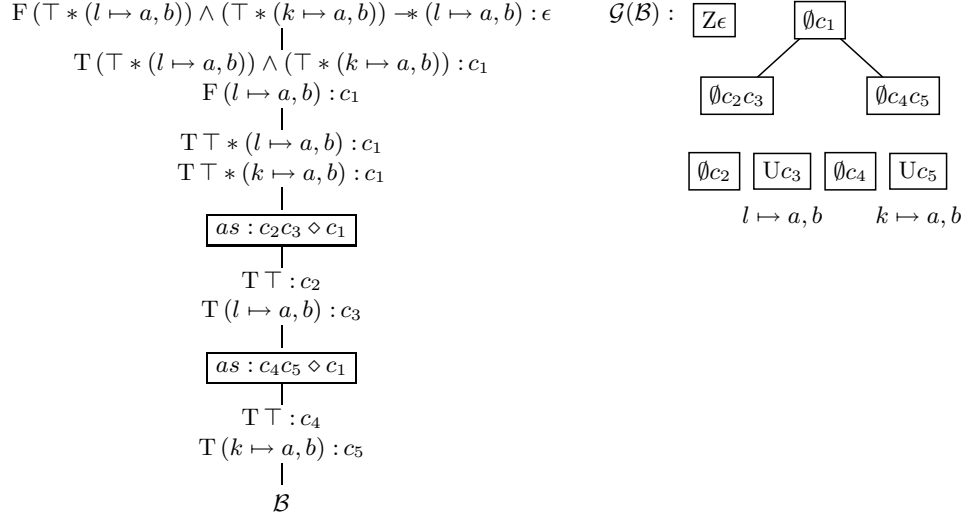 F (⊤ ∗ (l ↦ a, b)) ∧ (⊤ ∗ (k ↦ a, b)) −∗ (l ↦ a, b) : ϵ
T (⊤ ∗ (l ↦ a, b)) ∧ (⊤ ∗ (k ↦ a, b)) : c₁
F (l ↦ a, b) : c₁
T ⊤ ∗ (l ↦ a, b) : c₁
T ⊤ ∗ (k ↦ a, b) : c₁
as : c₂c₃ ⋄ c₁
T ⊤ : c₂
T (l ↦ a, b) : c₃
as : c₄c₅ ⋄ c₁
T ⊤ : c₄
T (k ↦ a, b) : c₅
ℬ
𝒢(ℬ) : Zϵ ∅c₁
∅c₂c₃ ∅c₄c₅
∅c₂ Uc₃ ∅c₄ Uc₅
l ↦ a, b k ↦ a, b